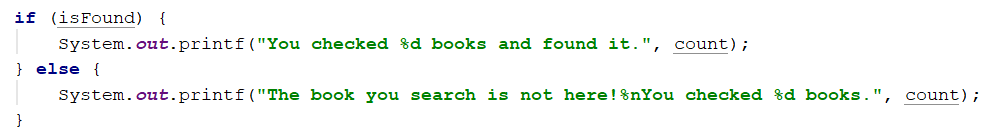 if (isFound) {
    System.out.printf("You checked %d books and found it.", count);
} else {
    System.out.printf("The book you search is not here!%nYou checked %d books.", count);
}